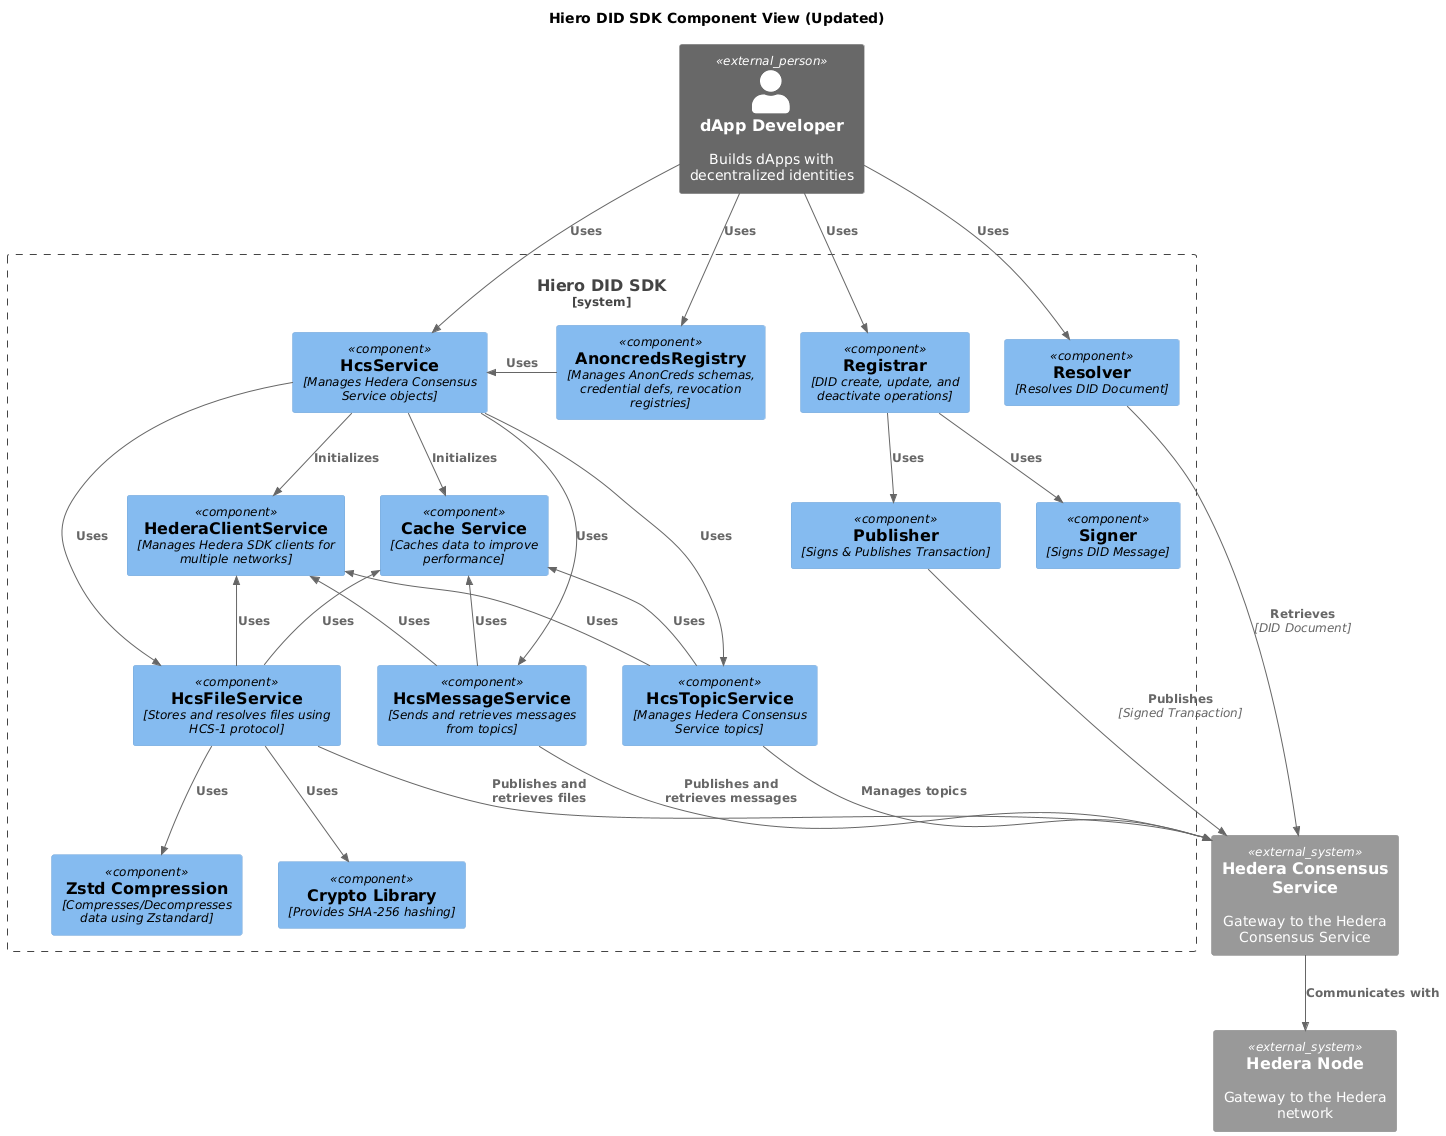 Hiero DID SDK Component View (Updated)
«external_person»
dApp Developer
Builds dApps with
decentralized identities
Uses
Uses
Uses
Uses
Hiero DID SDK
[system]
«component»
HcsService
[Manages Hedera Consensus
Service objects]
Uses
«component»
AnoncredsRegistry
[Manages AnonCreds schemas,
credential defs, revocation
registries]
«component»
Registrar
[DID create, update, and
deactivate operations]
«component»
Resolver
[Resolves DID Document]
Initializes
Initializes
Uses
Uses
Uses
Uses
Uses
«component»
HederaClientService
[Manages Hedera SDK clients for
multiple networks]
«component»
Cache Service
[Caches data to improve
performance]
«component»
Publisher
[Signs & Publishes Transaction]
«component»
Signer
[Signs DID Message]
Uses
Uses
Uses
Uses
Uses
Uses
Retrieves
[DID Document]
«component»
HcsFileService
[Stores and resolves files using
HCS-1 protocol]
«component»
HcsMessageService
[Sends and retrieves messages
from topics]
«component»
HcsTopicService
[Manages Hedera Consensus
Service topics]
Publishes
[Signed Transaction]
Uses
Uses
Publishes and
retrieves files
Publishes and
retrieves messages
Manages topics
«component»
Zstd Compression
[Compresses/Decompresses
data using Zstandard]
«component»
Crypto Library
[Provides SHA-256 hashing]
«external_system»
Hedera Consensus
Service
Gateway to the Hedera
Consensus Service
Communicates with
«external_system»
Hedera Node
Gateway to the Hedera
network